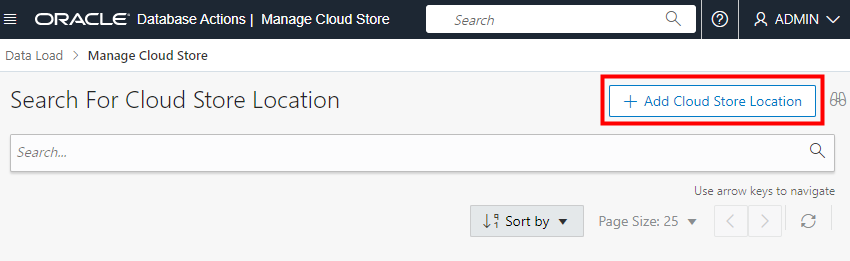 ORACLE Database Actions | Manage Cloud Store Search ADMIN
Data Load > Manage Cloud Store
Search For Cloud Store Location + Add Cloud Store Location
Search...
Use arrow keys to navigate
Sort by Page Size: 25